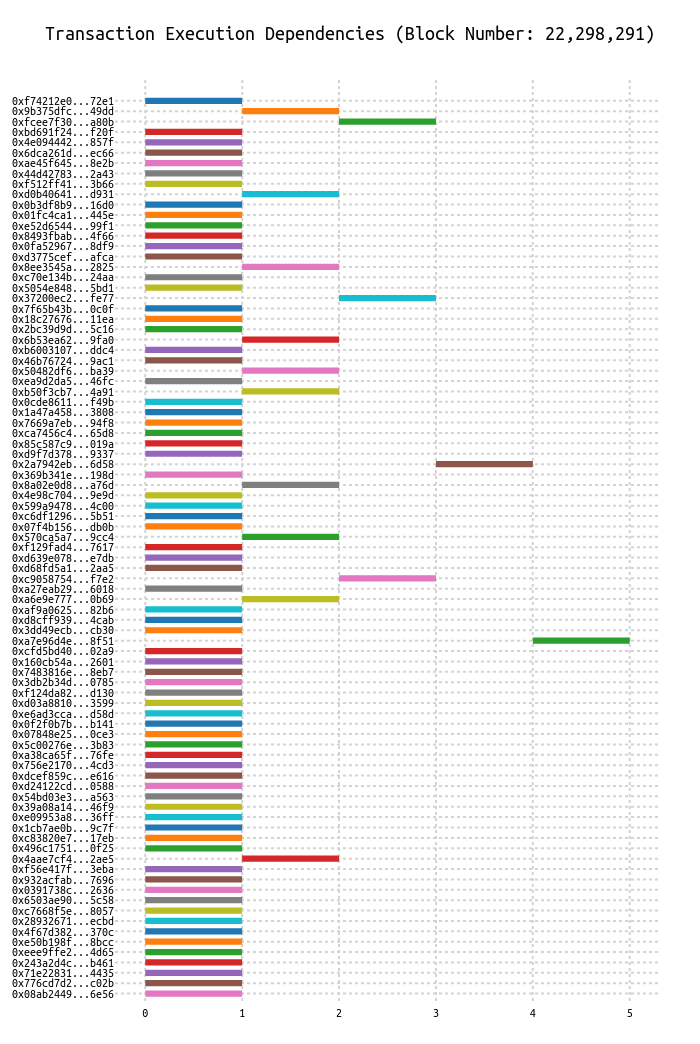 Transaction Execution Dependencies (Block Number: 22,298,291)
0xf74212e0...72e1
0x9b375dfc...49dd
0xfcee7f30...a80b
0xbd691f24...f20f
0x4e094442...857f
0x6dca261d...ec66
0xae45f645...8e2b
0x44d42783...2a43
0xf512ff41...3b66
0xd0b40641...d931
0x0b3df8b9...16d0
0x01fc4ca1...445e
0xe52d6544...99f1
0x8493fbab...4f66
0x0fa52967...8df9
0xd3775cef...afca
0x8ee3545a...2825
0xc70e134b...24aa
0x5054e848...5bd1
0x37200ec2...fe77
0x7f65b43b...0c0f
0x18c27676...11ea
0x2bc39d9d...5c16
0x6b53ea62...9fa0
0xb6003107...ddc4
0x46b76724...9ac1
0x50482df6...ba39
0xea9d2da5...46fc
0xb50f3cb7...4a91
0x0cde8611...f49b
0x1a47a458...3808
0x7669a7eb...94f8
0xca7456c4...65d8
0x85c587c9...019a
0xd9f7d378...9337
0x2a7942eb...6d58
0x369b341e...198d
0x8a02e0d8...a76d
0x4e98c704...9e9d
0x599a9478...4c00
0xc6df1296...5b51
0x07f4b156...db0b
0x570ca5a7...9cc4
0xf129fad4...7617
0xd639e078...e7db
0xd68fd5a1...2aa5
0xc9058754...f7e2
0xa27eab29...6018
0xa6e9e777...0b69
0xaf9a0625...82b6
0xd8cff939...4cab
0x3dd49ecb...cb30
0xa7e96d4e...8f51
0xcfd5bd40...02a9
0x160cb54a...2601
0x7483816e...8eb7
0x3db2b34d...0785
0xf124da82...d130
0xd03a8810...3599
0xe6ad3cca...d58d
0x0f2f0b7b...b141
0x07848e25...0ce3
0x5c00276e...3b83
0xa38ca65f...76fe
0x756e2170...4cd3
0xdcef859c...e616
0xd24122cd...0588
0x54bd03e3...a563
0x39a08a14...46f9
0xe09953a8...36ff
0x1cb7ae0b...9c7f
0xc83820e7...17eb
0x496c1751...0f25
0x4aae7cf4...2ae5
0xf56e417f...3eba
0x932acfab...7696
0x0391738c...2636
0x6503ae90...5c58
0xc7668f5e...8057
0x28932671...ecbd
0x4f67d382...370c
0xe50b198f...8bcc
0xeee9ffe2...4d65
0x243a2d4c...b461
0x71e22831...4435
0x776cd7d2...c02b
0x08ab2449...6e56
0 1 2 3 4 5